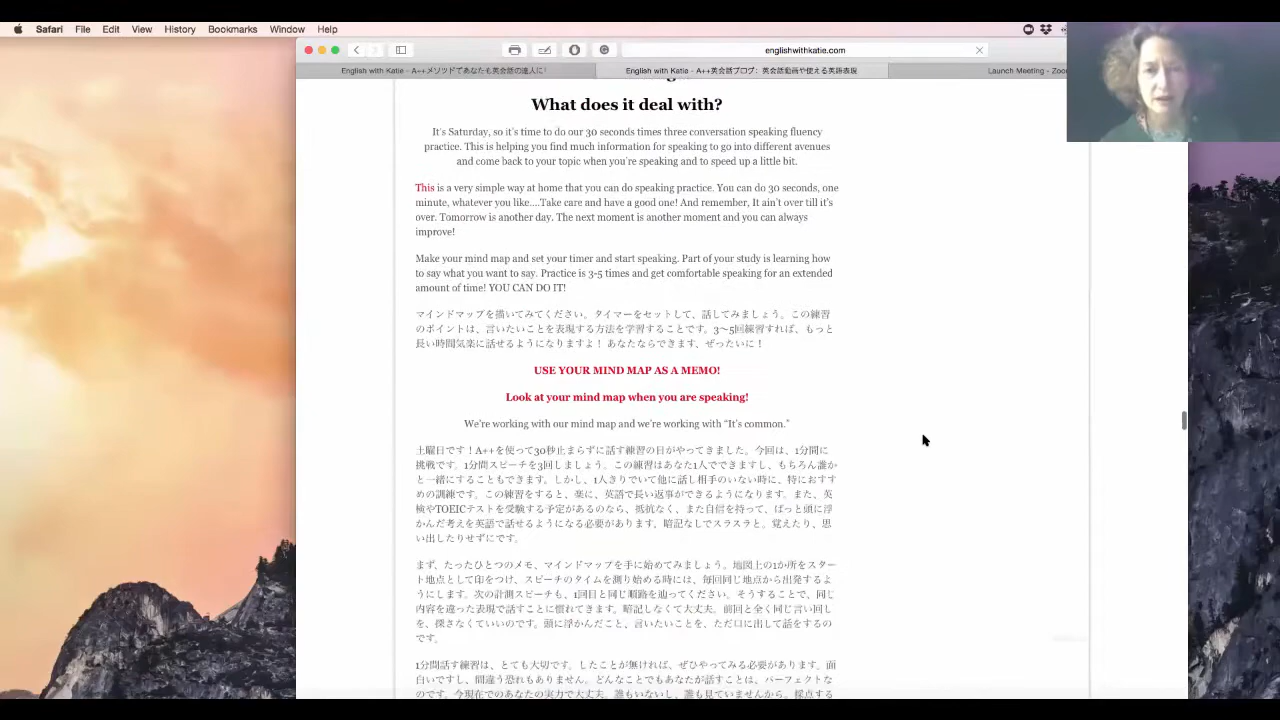 Safari File Edit View History Bookmarks Window Help
englishwithkatie.com
English with Katie - A++メソッドであなたも英会話の達人に!
English with Katie - A++英会話ブログ: 英会話動画や使える英語表現
Launch Meeting - Zoo
What does it deal with?
It's Saturday, so it's time to do our 30 seconds times three conversation speaking fluency
practice. This is helping you find much information for speaking to go into different avenues
and come back to your topic when you're speaking and to speed up a little bit.
This is a very simple way at home that you can do speaking practice. You can do 30 seconds, one
minute, whatever you like....Take care and have a good one! And remember, It ain't over till it's
over. Tomorrow is another day. The next moment is another moment and you can always
improve!
Make your mind map and set your timer and start speaking. Part of your study is learning how
to say what you want to say. Practice is 3-5 times and get comfortable speaking for an extended
amount of time! YOU CAN DO IT!
マインドマップを描いてみてください。タイマーをセットして、話してみましょう。この練習
のポイントは、言いたいことを表現する方法を学習することです。3〜5回練習すれば、もっと
長い時間気楽に話せるようになりますよ！ あなたならできます、ぜったいに！
USE YOUR MIND MAP AS A MEMO!
Look at your mind map when you are speaking!
We're working with our mind map and we're working with “It's common.”
土曜日です！A++を使って30秒止まらずに話す練習の日がやってきました。今回は、1分間に
挑戦です。1分間スピーチを3回しましょう。この練習はあなた1人でできますし、もちろん誰か
と一緒にすることもできます。しかし、1人きりでいて他に話し相手のいない時に、特におすす
めの訓練です。この練習をすると、楽に、英語で長い返事ができるようになります。また、英
検やTOEICテストを受験する予定があるのなら、抵抗なく、また自信を持って、ぱっと頭に浮
かんだ考えを英語で話せるようになる必要があります。暗記なしでスラスラと。覚えたり、思
い出したりせずにです。
まず、たったひとつのメモ、マインドマップを手に始めてみましょう。地図上の1か所をスター
ト地点として印をつけ、スピーチのタイムを測り始める時には、毎回同じ地点から出発するよ
うにします。次の計測スピーチも、1回目と同じ順路を辿ってください。そうすることで、同じ
内容を違った表現で話すことに慣れてきます。暗記しなくて大丈夫。前回と全く同じ言い回し
を、探さなくていいのです。頭に浮かんだこと、言いたいことを、ただ口に出して話をするの
です。
1分間話す練習は、とても大切です。したことが無ければ、ぜひやってみる必要があります。面
白いですし、間違う恐れもありません。どんなことでもあなたが話すことは、パーフェクトな
のです。今現在でのあなたの実力で大丈夫。誰もいないし、誰も見ていませんから。採点する